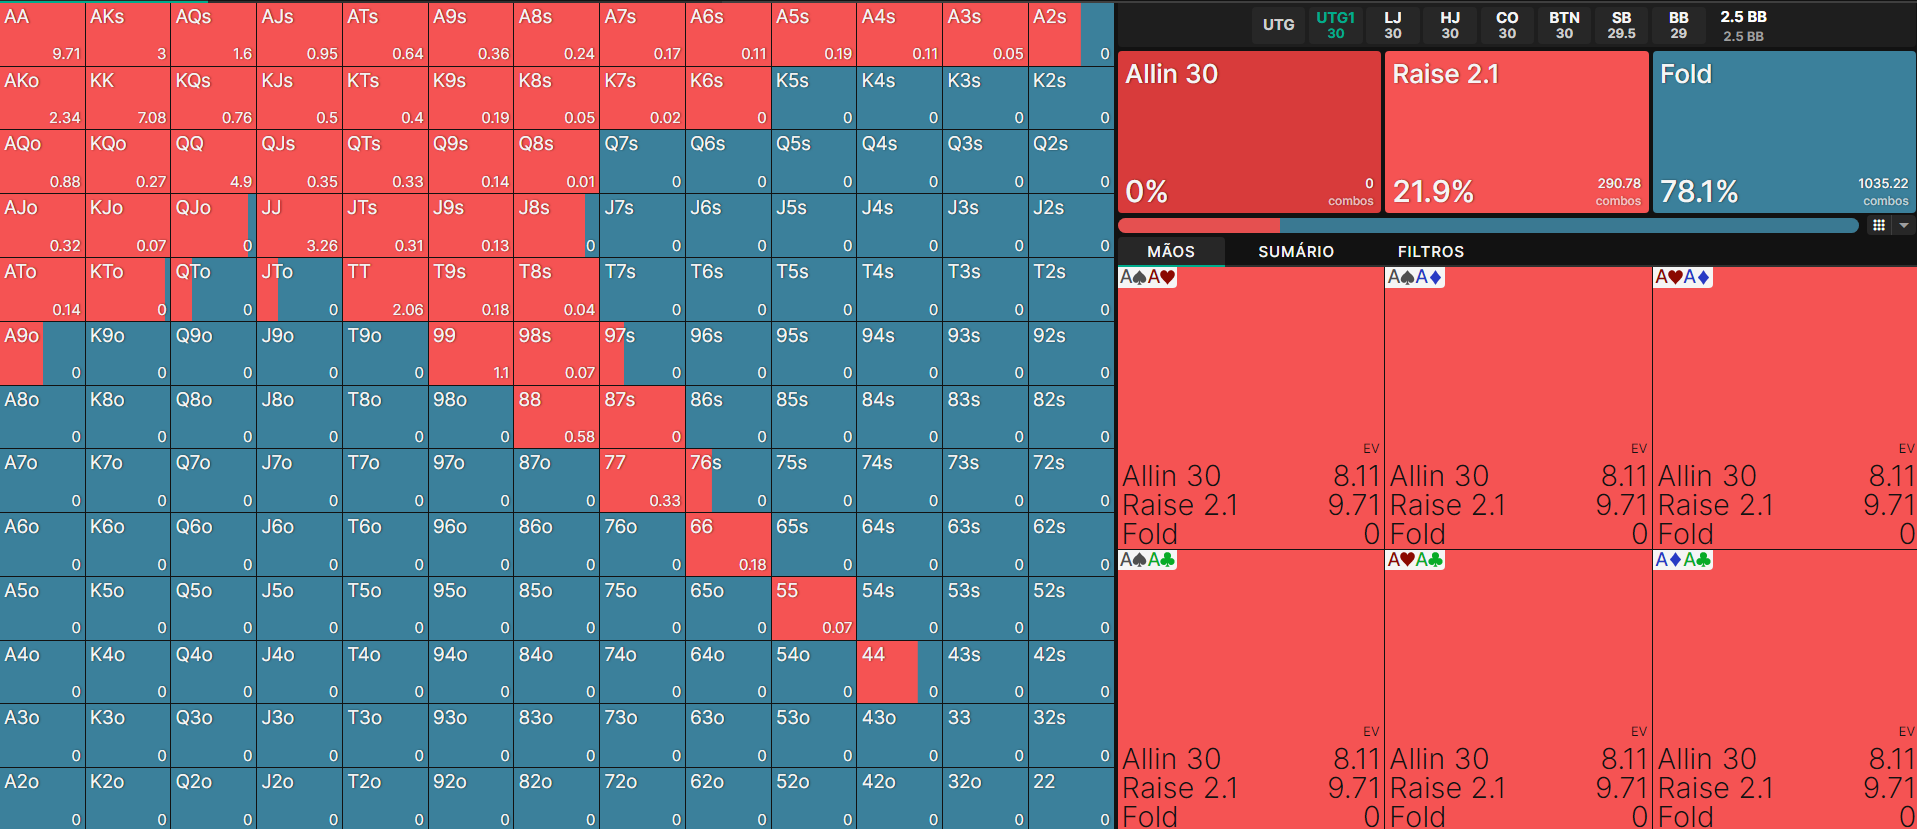 AA AKs AQs AJs ATs A9s A8s A7s A6s A5s A4s A3s A2s
9.71 3 1.6 0.95 0.64 0.36 0.24 0.17 0.11 0.19 0.11 0.05 0
AKo KK KQs KJs KTs K9s K8s K7s K6s K5s K4s K3s K2s
2.34 7.08 0.76 0.5 0.4 0.19 0.05 0.02 0 0 0 0 0
AQo KQo QQ QJs QTs Q9s Q8s Q7s Q6s Q5s Q4s Q3s Q2s
0.88 0.27 4.9 0.35 0.33 0.14 0.01 0 0 0 0 0 0
AJo KJo QJo JJ JTs J9s J8s J7s J6s J5s J4s J3s J2s
0.32 0.07 0 3.26 0.31 0.13 0 0 0 0 0 0 0
ATo KTo QTo JTo TT T9s T8s T7s T6s T5s T4s T3s T2s
0.14 0 0 0 2.06 0.18 0.04 0 0 0 0 0 0
A9o K9o Q9o J9o T9o 99 98s 97s 96s 95s 94s 93s 92s
0 0 0 0 0 1.1 0.07 0 0 0 0 0 0
A8o K8o Q8o J8o T8o 98o 88 87s 86s 85s 84s 83s 82s
0 0 0 0 0 0 0.58 0 0 0 0 0 0
A7o K7o Q7o J7o T7o 97o 87o 77 76s 75s 74s 73s 72s
0 0 0 0 0 0 0 0.33 0 0 0 0 0
A6o K6o Q6o J6o T6o 96o 86o 76o 66 65s 64s 63s 62s
0 0 0 0 0 0 0 0 0.18 0 0 0 0
A5o K5o Q5o J5o T5o 95o 85o 75o 65o 55 54s 53s 52s
0 0 0 0 0 0 0 0 0 0.07 0 0 0
A4o K4o Q4o J4o T4o 94o 84o 74o 64o 54o 44 43s 42s
0 0 0 0 0 0 0 0 0 0 0 0 0
A3o K3o Q3o J3o T3o 93o 83o 73o 63o 53o 43o 33 32s
0 0 0 0 0 0 0 0 0 0 0 0 0
A2o K2o Q2o J2o T2o 92o 82o 72o 62o 52o 42o 32o 22
0 0 0 0 0 0 0 0 0 0 0 0 0
UTG UTG1 LJ HJ CO BTN SB BB 2.5 BB
30 30 30 30 30 29.5 29 2.5 BB
Allin 30 Raise 2.1 Fold
0% 0 combos 21.9% 290.78 combos 78.1% 1035.22 combos
MÃOS SUMÁRIO FILTROS
A♠A♥ A♠A♦ A♥A♦
EV EV EV
Allin 30 8.11 Allin 30 8.11 Allin 30 8.11
Raise 2.1 9.71 Raise 2.1 9.71 Raise 2.1 9.71
Fold 0 Fold 0 Fold 0
A♠A♣ A♥A♣ A♦A♣
EV EV EV
Allin 30 8.11 Allin 30 8.11 Allin 30 8.11
Raise 2.1 9.71 Raise 2.1 9.71 Raise 2.1 9.71
Fold 0 Fold 0 Fold 0